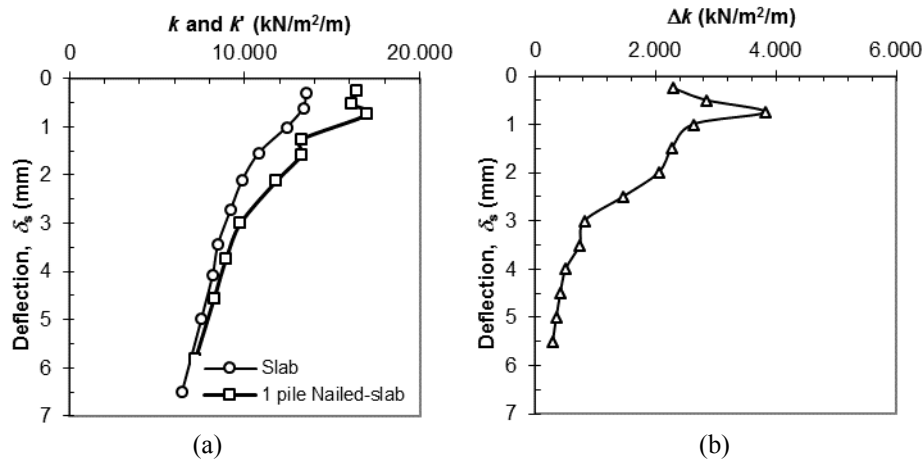 k and k' (kN/m²/m)
0 10.000 20.000
0
1
2
3
4
5
6
7
Deflection, δs (mm)
Slab
1 pile Nailed-slab
(a)
Δk (kN/m²/m)
0 2.000 4.000 6.000
0
1
2
3
4
5
6
7
Deflection, δs (mm)
(b)